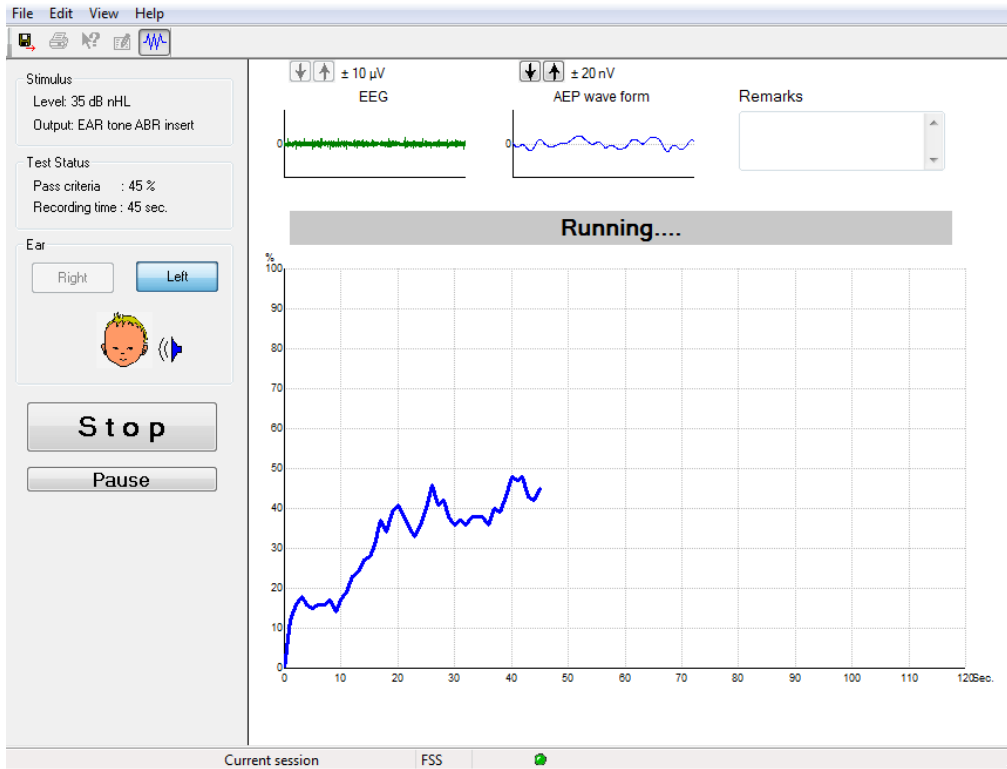 File Edit View Help
Stimulus
Level: 35 dB nHL
Output: EAR tone ABR insert
Test Status
Pass criteria : 45 %
Recording time : 45 sec.
Ear
Right Left
Stop
Pause
± 10 µV
EEG
0
± 20 nV
AEP wave form
0
Remarks
Running....
%
100
90
80
70
60
50
40
30
20
10
0
0 10 20 30 40 50 60 70 80 90 100 110 120 Sec.
Current session FSS